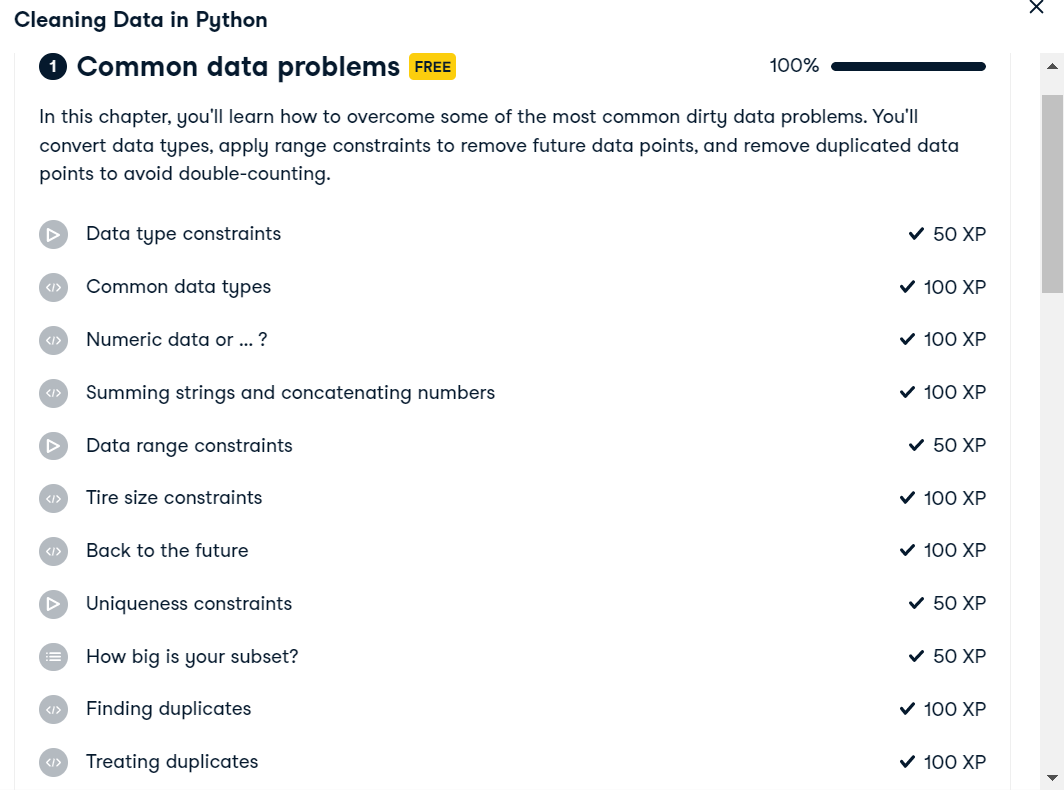 Cleaning Data in Python
1 Common data problems FREE 100%
In this chapter, you'll learn how to overcome some of the most common dirty data problems. You'll
convert data types, apply range constraints to remove future data points, and remove duplicated data
points to avoid double-counting.
Data type constraints 50 XP
Common data types 100 XP
Numeric data or ... ? 100 XP
Summing strings and concatenating numbers 100 XP
Data range constraints 50 XP
Tire size constraints 100 XP
Back to the future 100 XP
Uniqueness constraints 50 XP
How big is your subset? 50 XP
Finding duplicates 100 XP
Treating duplicates 100 XP